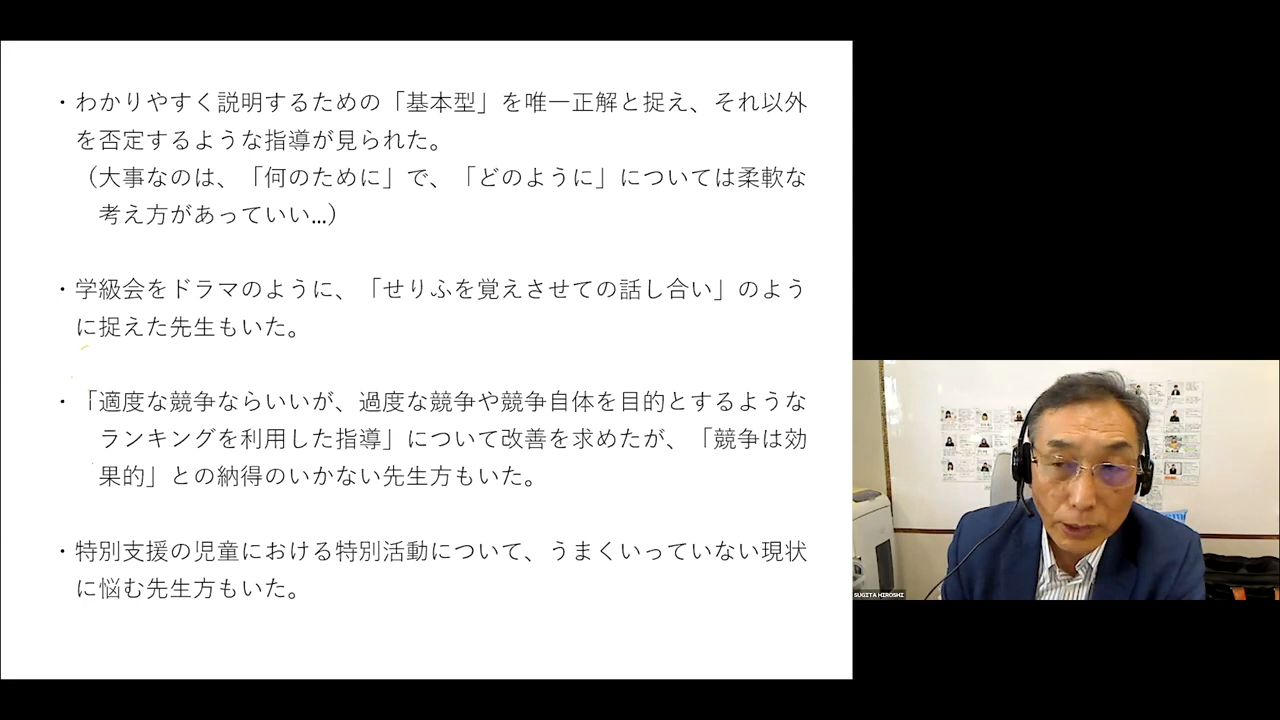 ・わかりやすく説明するための「基本型」を唯一正解と捉え、それ以外
を否定するような指導が見られた。
（大事なのは、「何のために」で、「どのように」については柔軟な
考え方があっていい…）
・学級会をドラマのように、「せりふを覚えさせての話し合い」のよう
に捉えた先生もいた。
・「適度な競争ならいいが、過度な競争や競争自体を目的とするような
ランキングを利用した指導」について改善を求めたが、「競争は効
果的」との納得のいかない先生方もいた。
・特別支援の児童における特別活動について、うまくいっていない現状
に悩む先生方もいた。
SUGITA HIROSHI